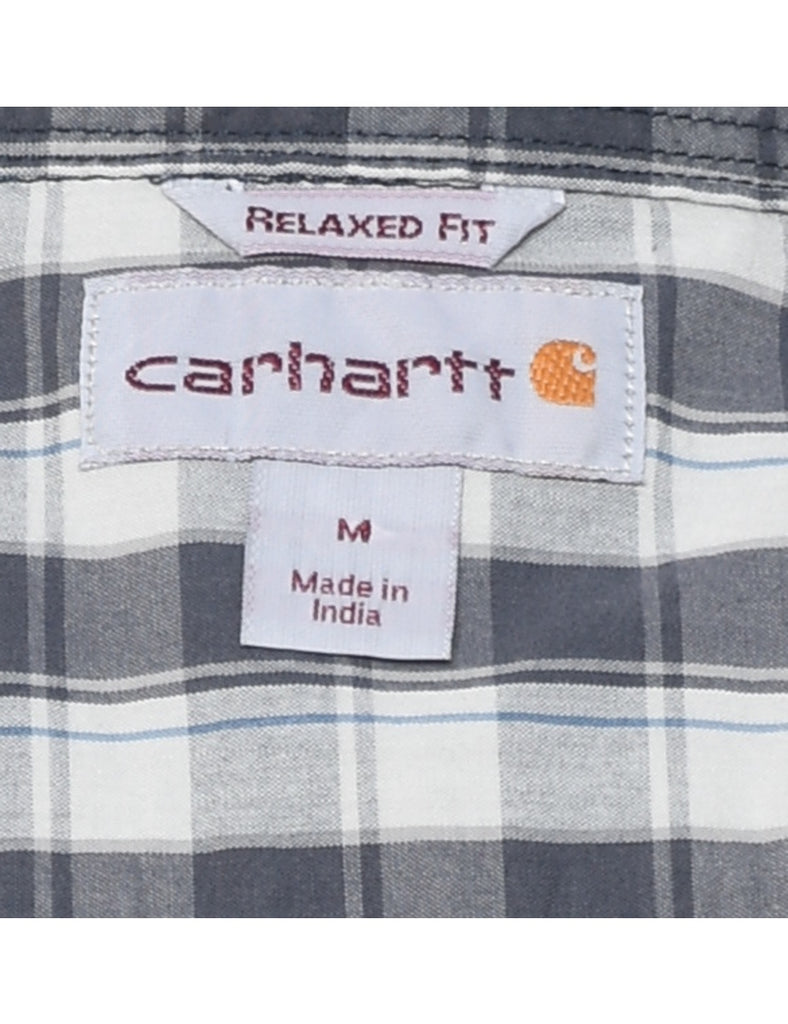 RELAXED FIT
carhartt
M
Made in
India